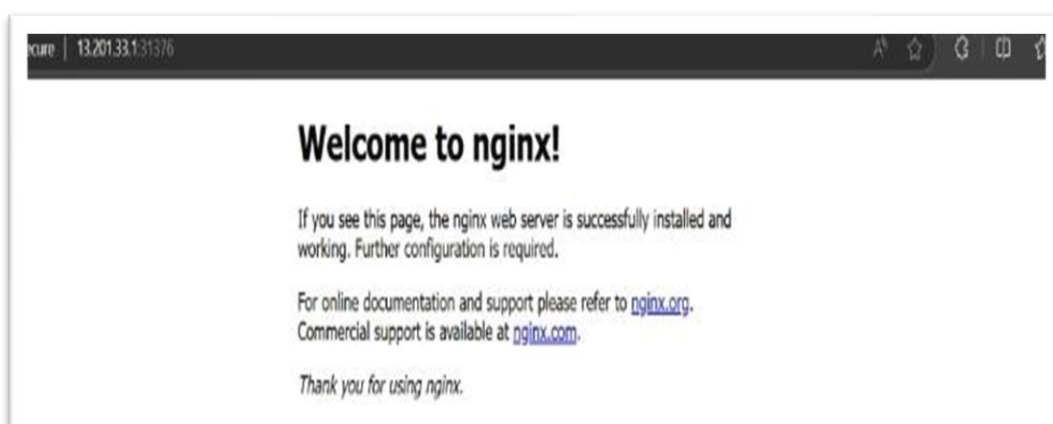 ecure | 13.201.33.1:31376
Welcome to nginx!
If you see this page, the nginx web server is successfully installed and
working. Further configuration is required.
For online documentation and support please refer to nginx.org.
Commercial support is available at nginx.com.
Thank you for using nginx.